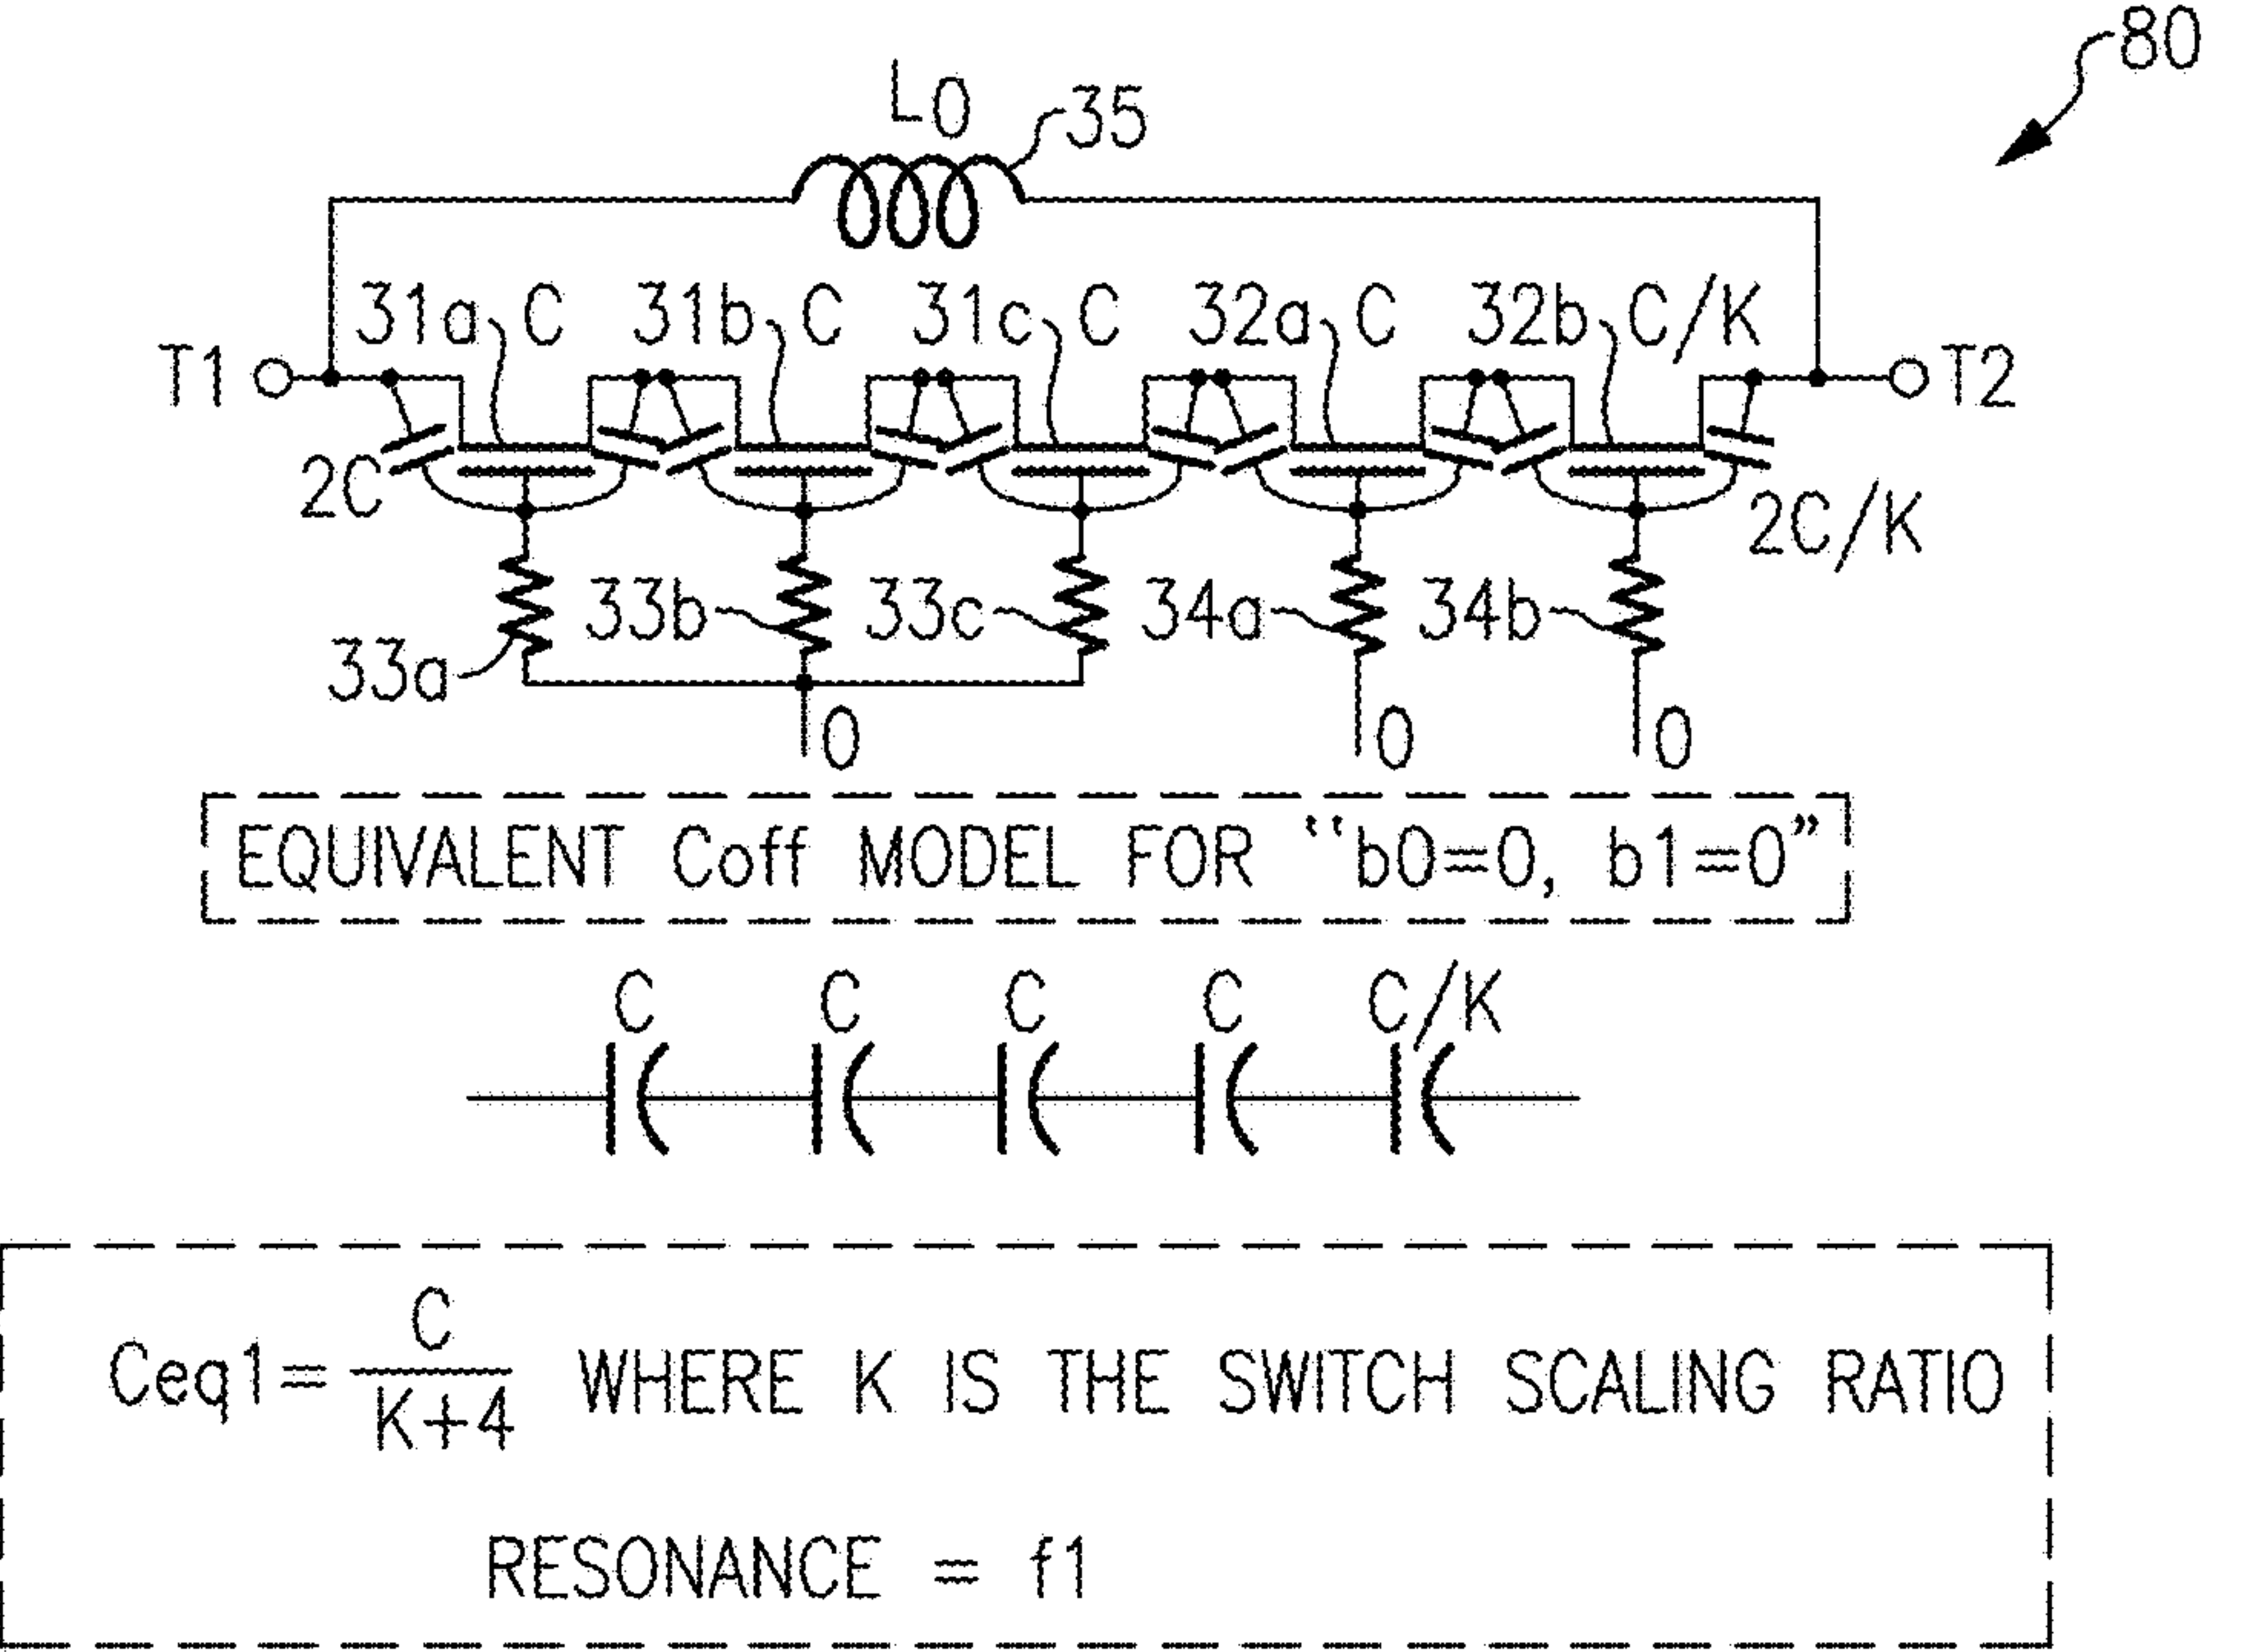 80
L0 35
31a C 31b C 31c C 32a C 32b C/K
T1 T2
2C 2C/K
33a 33b 33c 34a 34b
0 0 0
EQUIVALENT Coff MODEL FOR “b0=0, b1=0”
C C C C C/K
Ceq1= C/K+4 WHERE K IS THE SWITCH SCALING RATIO
RESONANCE = f1